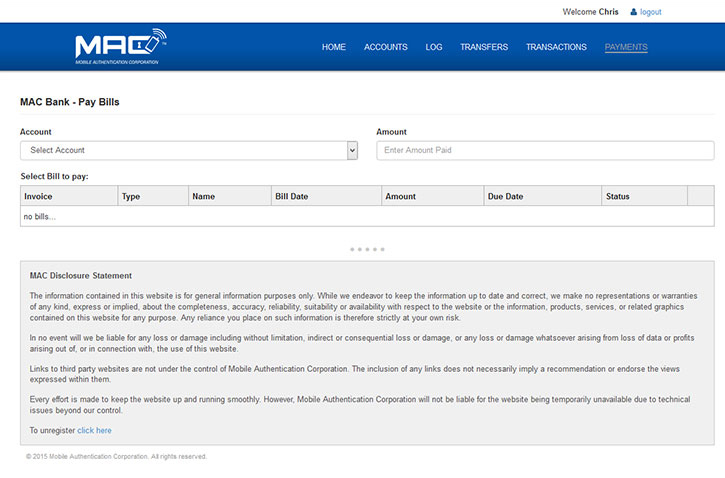 Welcome Chris logout
MAC TM
MOBILE AUTHENTICATION CORPORATION
HOME ACCOUNTS LOG TRANSFERS TRANSACTIONS PAYMENTS
MAC Bank - Pay Bills
Account Amount
Select Account Enter Amount Paid
Select Bill to pay:
Invoice Type Name Bill Date Amount Due Date Status
no bills...
MAC Disclosure Statement
The information contained in this website is for general information purposes only. While we endeavor to keep the information up to date and correct, we make no representations or warranties
of any kind, express or implied, about the completeness, accuracy, reliability, suitability or availability with respect to the website or the information, products, services, or related graphics
contained on this website for any purpose. Any reliance you place on such information is therefore strictly at your own risk.
In no event will we be liable for any loss or damage including without limitation, indirect or consequential loss or damage, or any loss or damage whatsoever arising from loss of data or profits
arising out of, or in connection with, the use of this website.
Links to third party websites are not under the control of Mobile Authentication Corporation. The inclusion of any links does not necessarily imply a recommendation or endorse the views
expressed within them.
Every effort is made to keep the website up and running smoothly. However, Mobile Authentication Corporation will not be liable for the website being temporarily unavailable due to technical
issues beyond our control.
To unregister click here
© 2015 Mobile Authentication Corporation. All rights reserved.